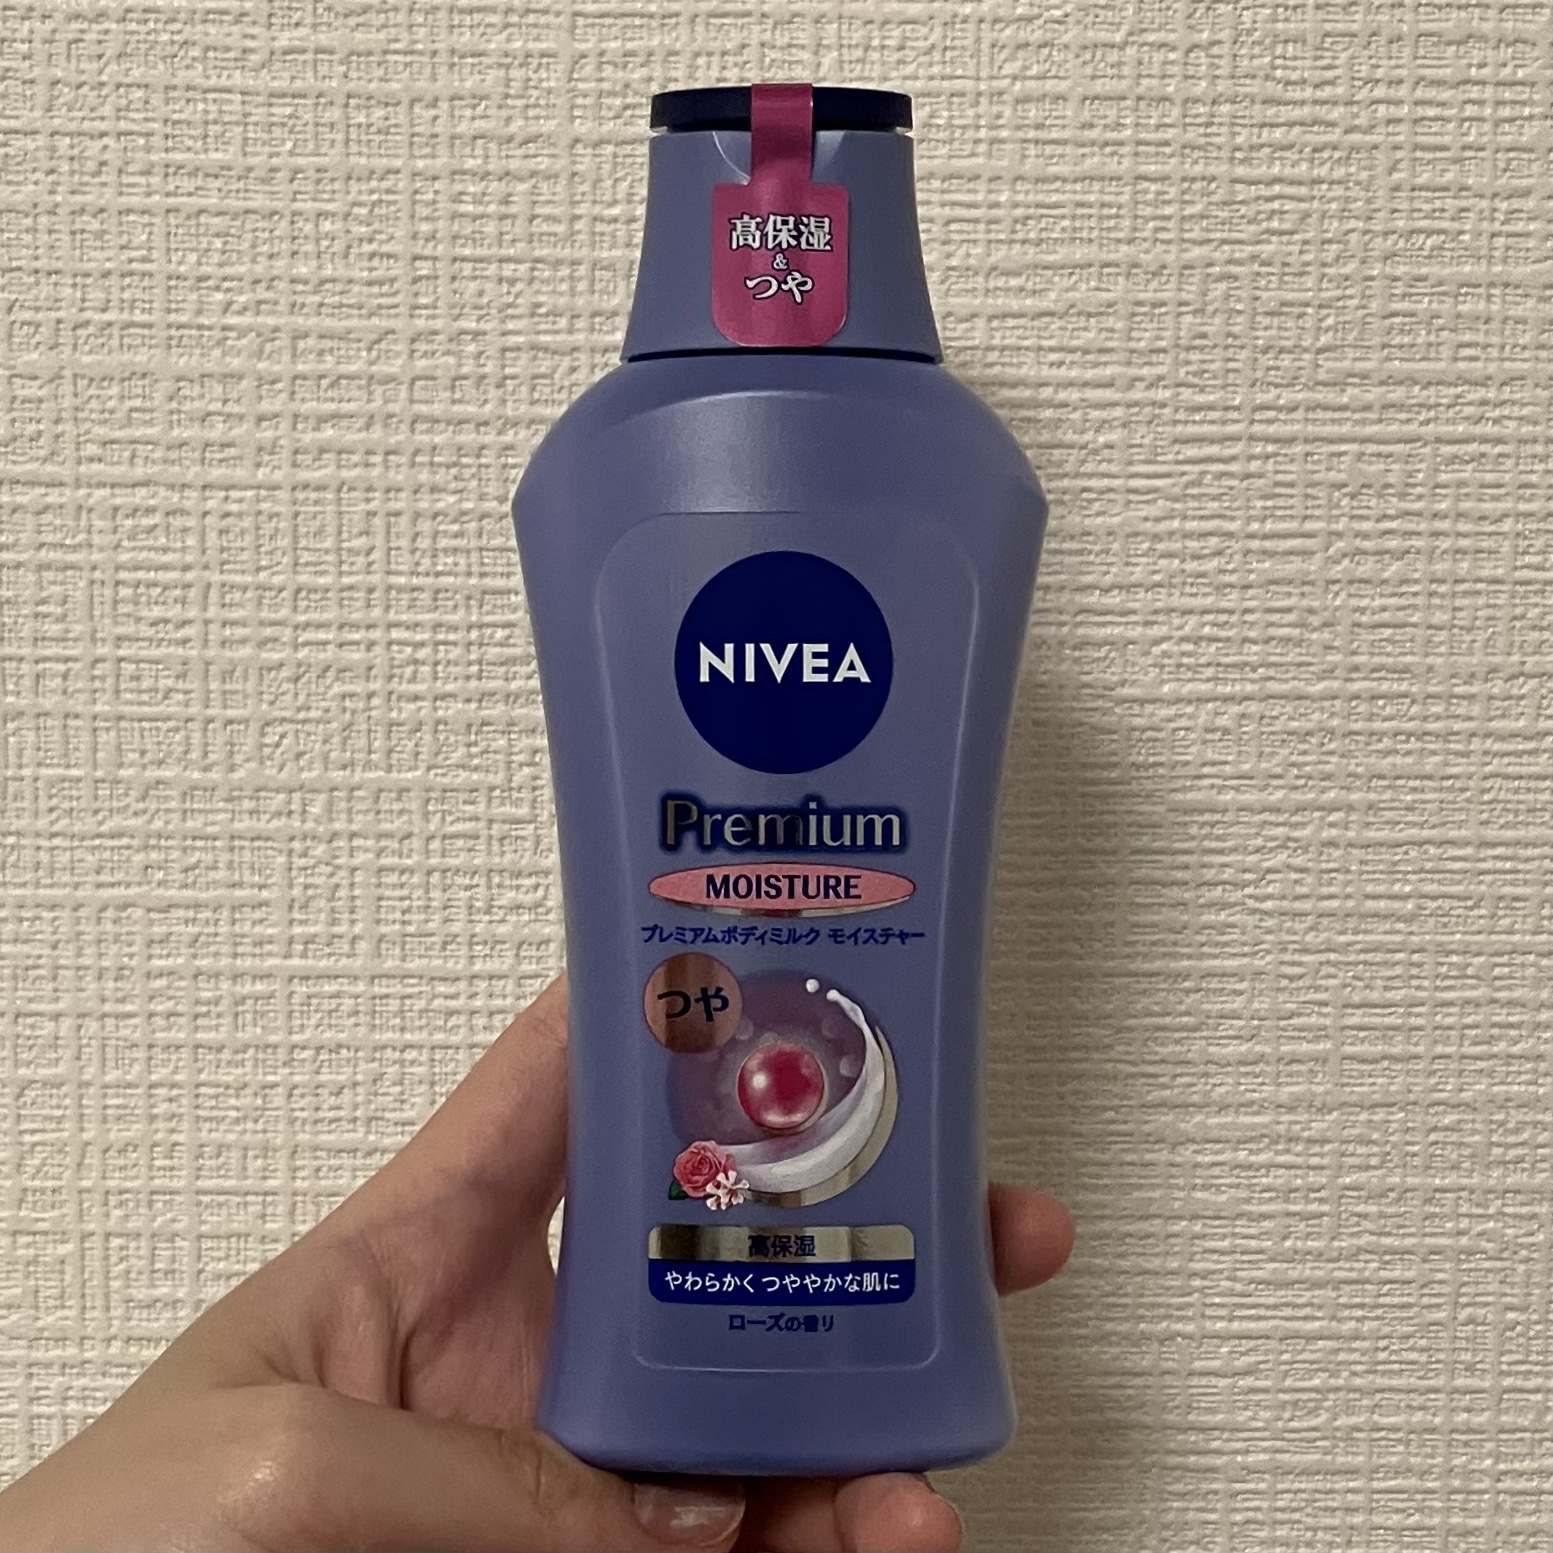 高保湿
&
つや
NIVEA
Premium
MOISTURE
プレミアムボディミルク モイスチャー
つや
高保湿
やわらかくつややかな肌に
ローズの香り